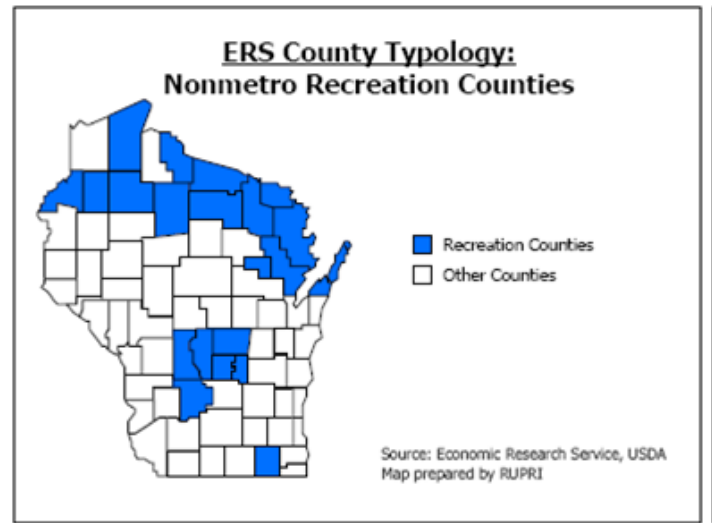 ERS County Typology:
Nonmetro Recreation Counties
Recreation Counties
Other Counties
Source: Economic Research Service, USDA
Map prepared by RUPRI